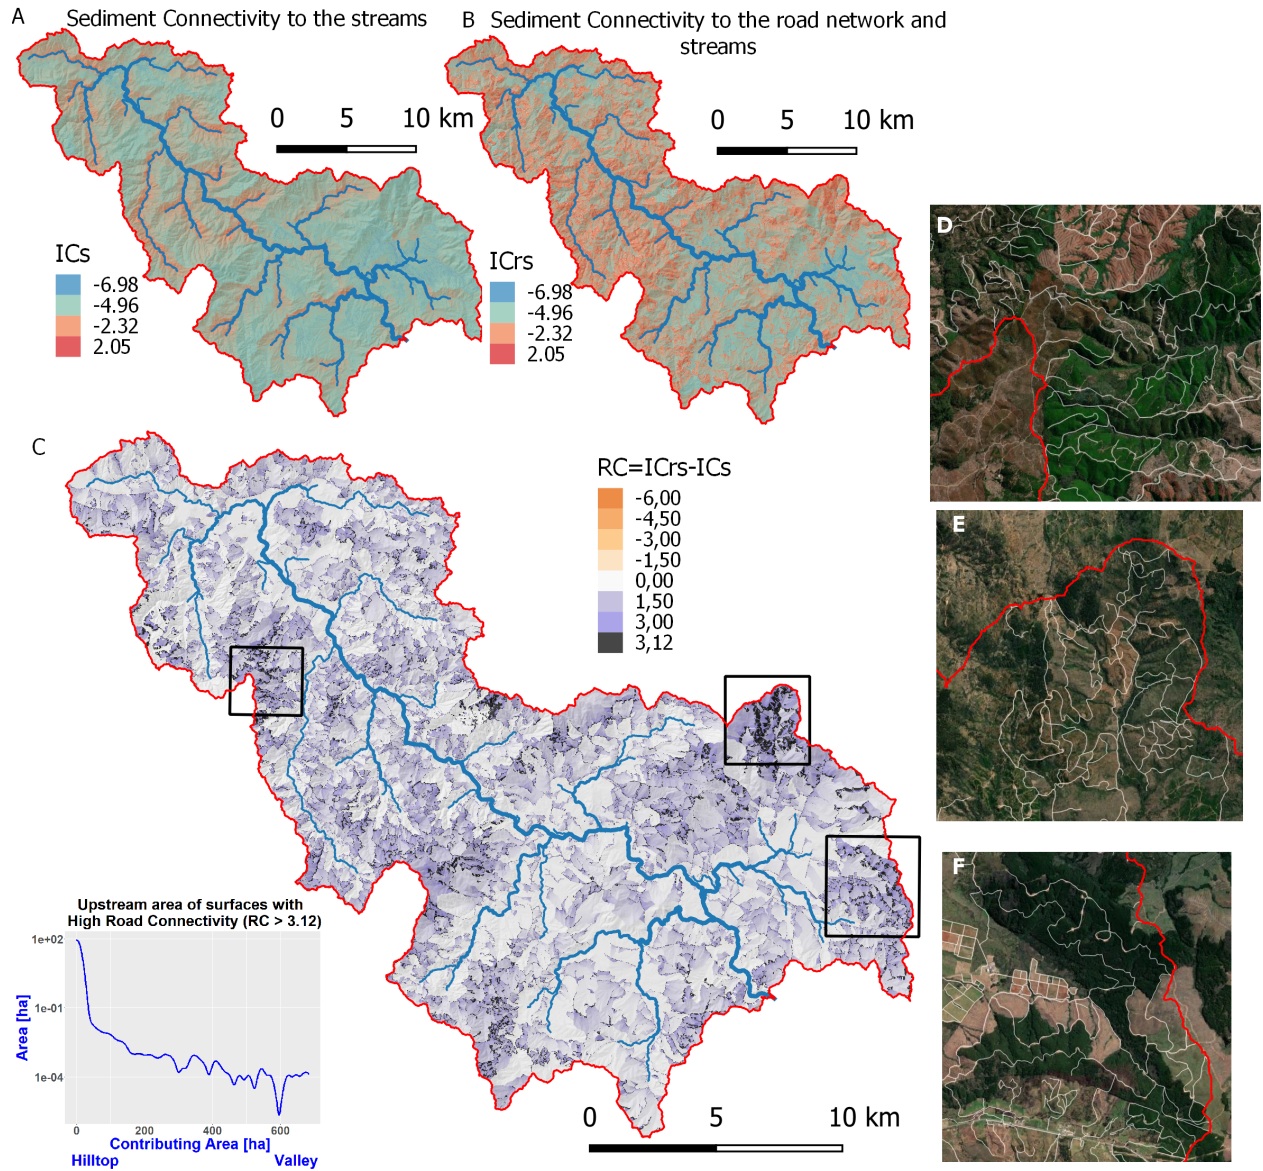 A
Sediment Connectivity to the streams
B
Sediment Connectivity to the road network and
streams
0 5 10 km
0 5 10 km
ICs
-6.98
-4.96
-2.32
2.05
ICrs
-6.98
-4.96
-2.32
2.05
D
C
RC=ICrs-ICs
-6,00
-4,50
-3,00
-1,50
0,00
1,50
3,00
3,12
E
F
Upstream area of surfaces with
High Road Connectivity (RC > 3.12)
1e+02
1e-01
1e-04
Area [ha]
0 200 400 600
Contributing Area [ha]
Hilltop Valley
0 5 10 km